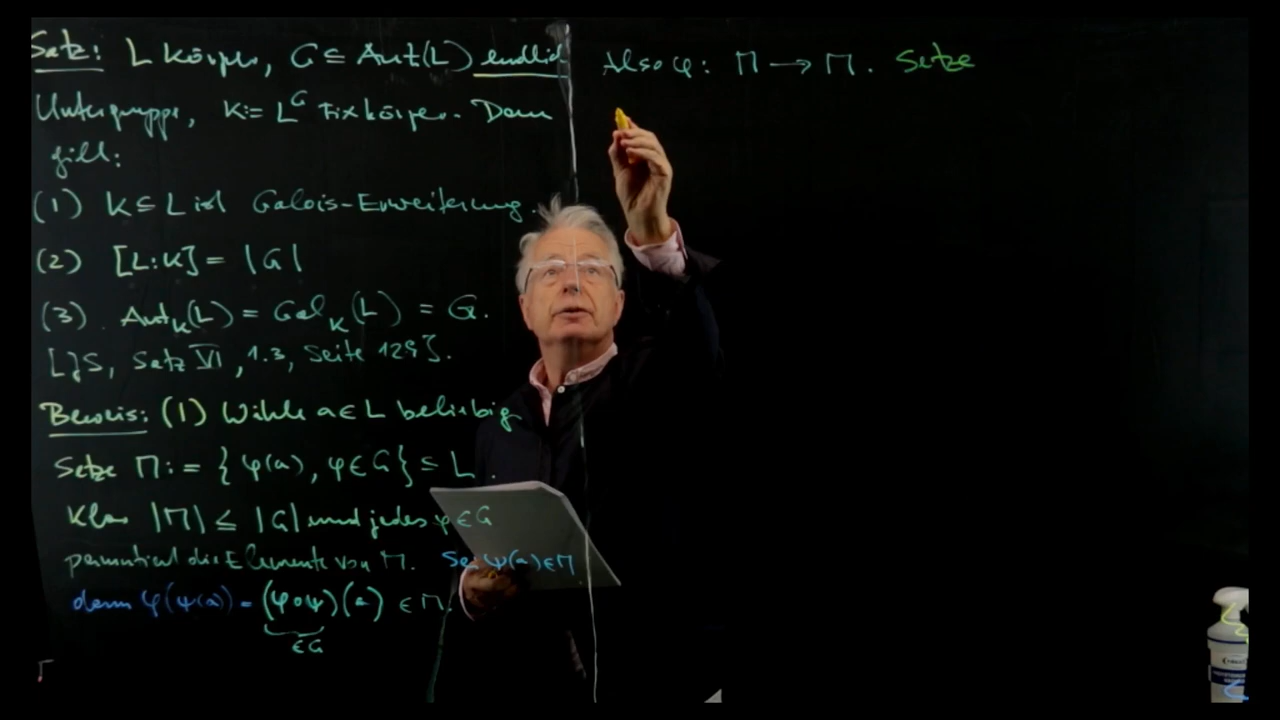 Satz: L Körper, G ⊆ Aut(L) endlich
Untergruppe, K:= L^G Fixkörper. Dann
gilt:
(1) K ⊆ L ist Galois-Erweiterung.
(2) [L:K] = |G|
(3) Aut_K(L) = Gal_K(L) = G.
[JS, Satz VI, 1.3, Seite 129].
Beweis: (1) Wähle a ∈ L beliebig
Setze M := { φ(a), φ ∈ G } ⊆ L.
Klar |M| ≤ |G| und jedes φ ∈ G
permutiert die Elemente von M. Sei ψ(a) ∈ M
dann φ(ψ(a)) = (φ∘ψ)(a) ∈ M.
∈ G
Also φ: M → M. Setze